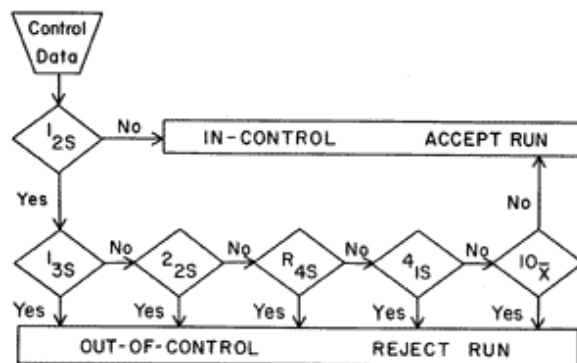 Control
Data
1 2S
No
IN-CONTROL ACCEPT RUN
Yes
No
1 3S
No
2 2S
No
R 4S
No
4 1S
No
10 X̄
Yes
Yes
Yes
Yes
Yes
OUT-OF-CONTROL REJECT RUN